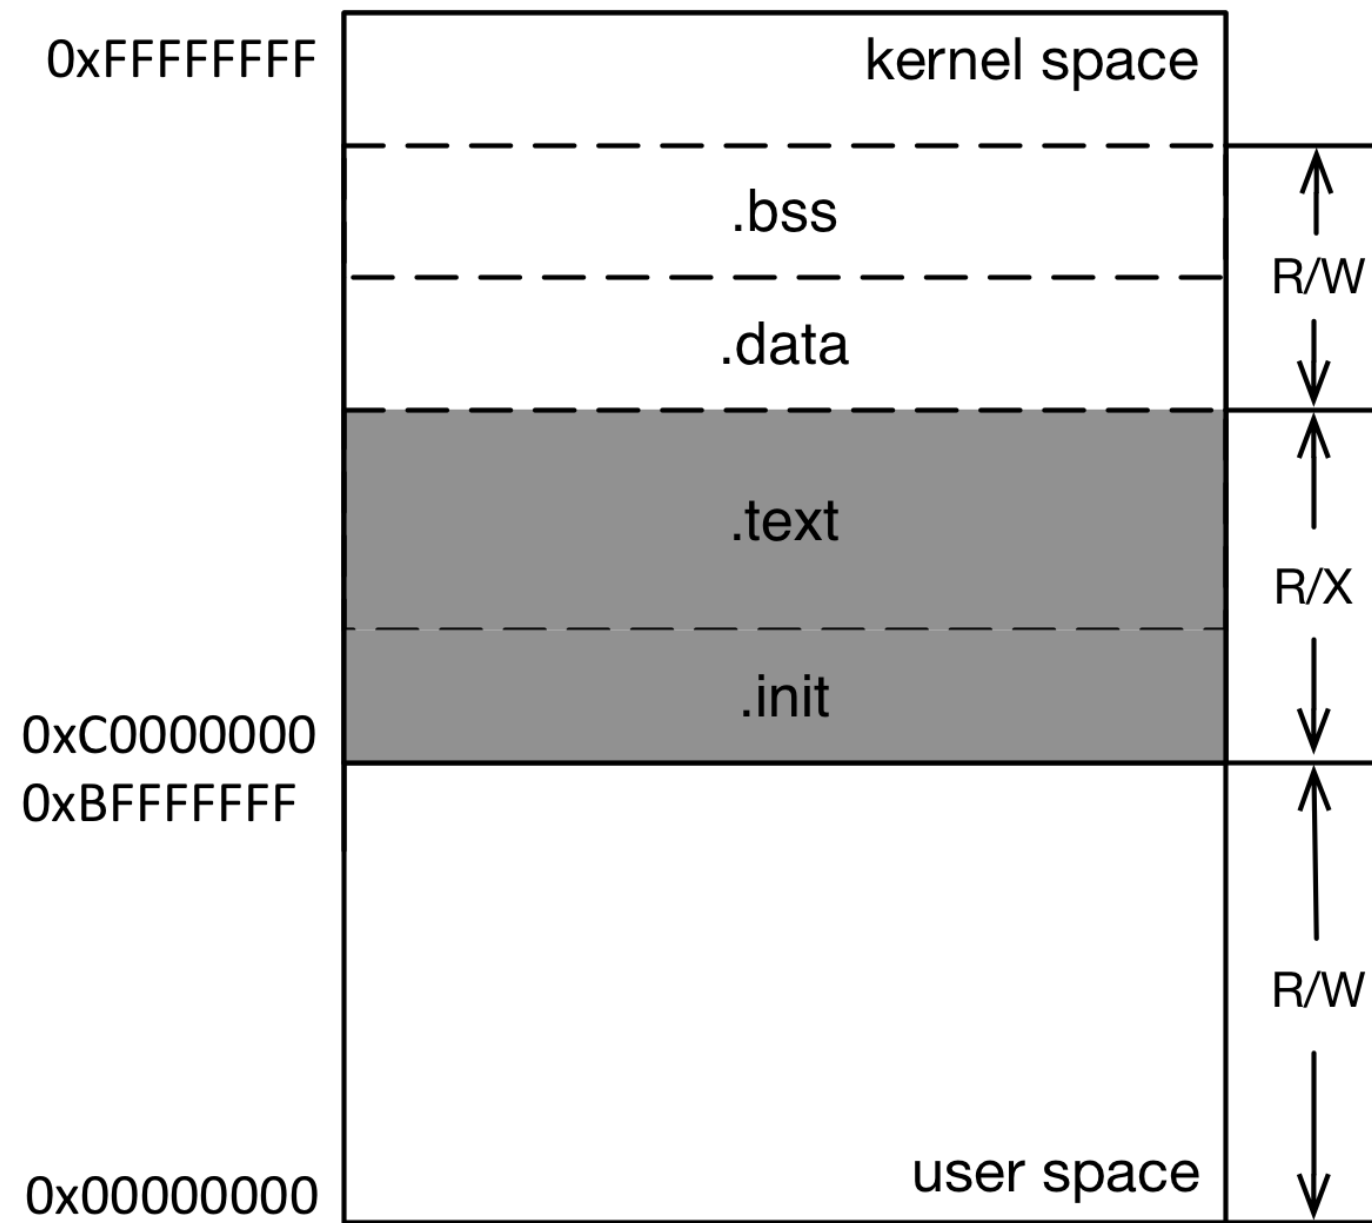 0xFFFFFFFF
kernel space
.bss
R/W
.data
.text
R/X
.init
0xC0000000
0xBFFFFFFF
R/W
user space
0x00000000